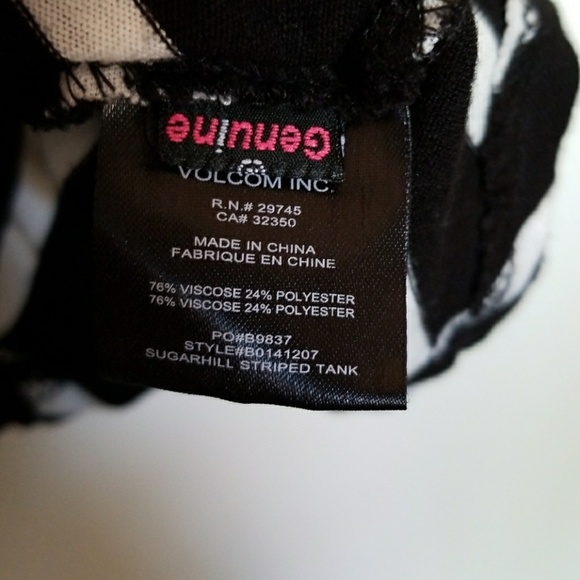 Genuine
VOLCOM INC.
R.N.# 29745
CA# 32350
MADE IN CHINA
FABRIQUE EN CHINE
76% VISCOSE 24% POLYESTER
76% VISCOSE 24% POLYESTER
PO#B9837
STYLE#B0141207
SUGARHILL STRIPED TANK